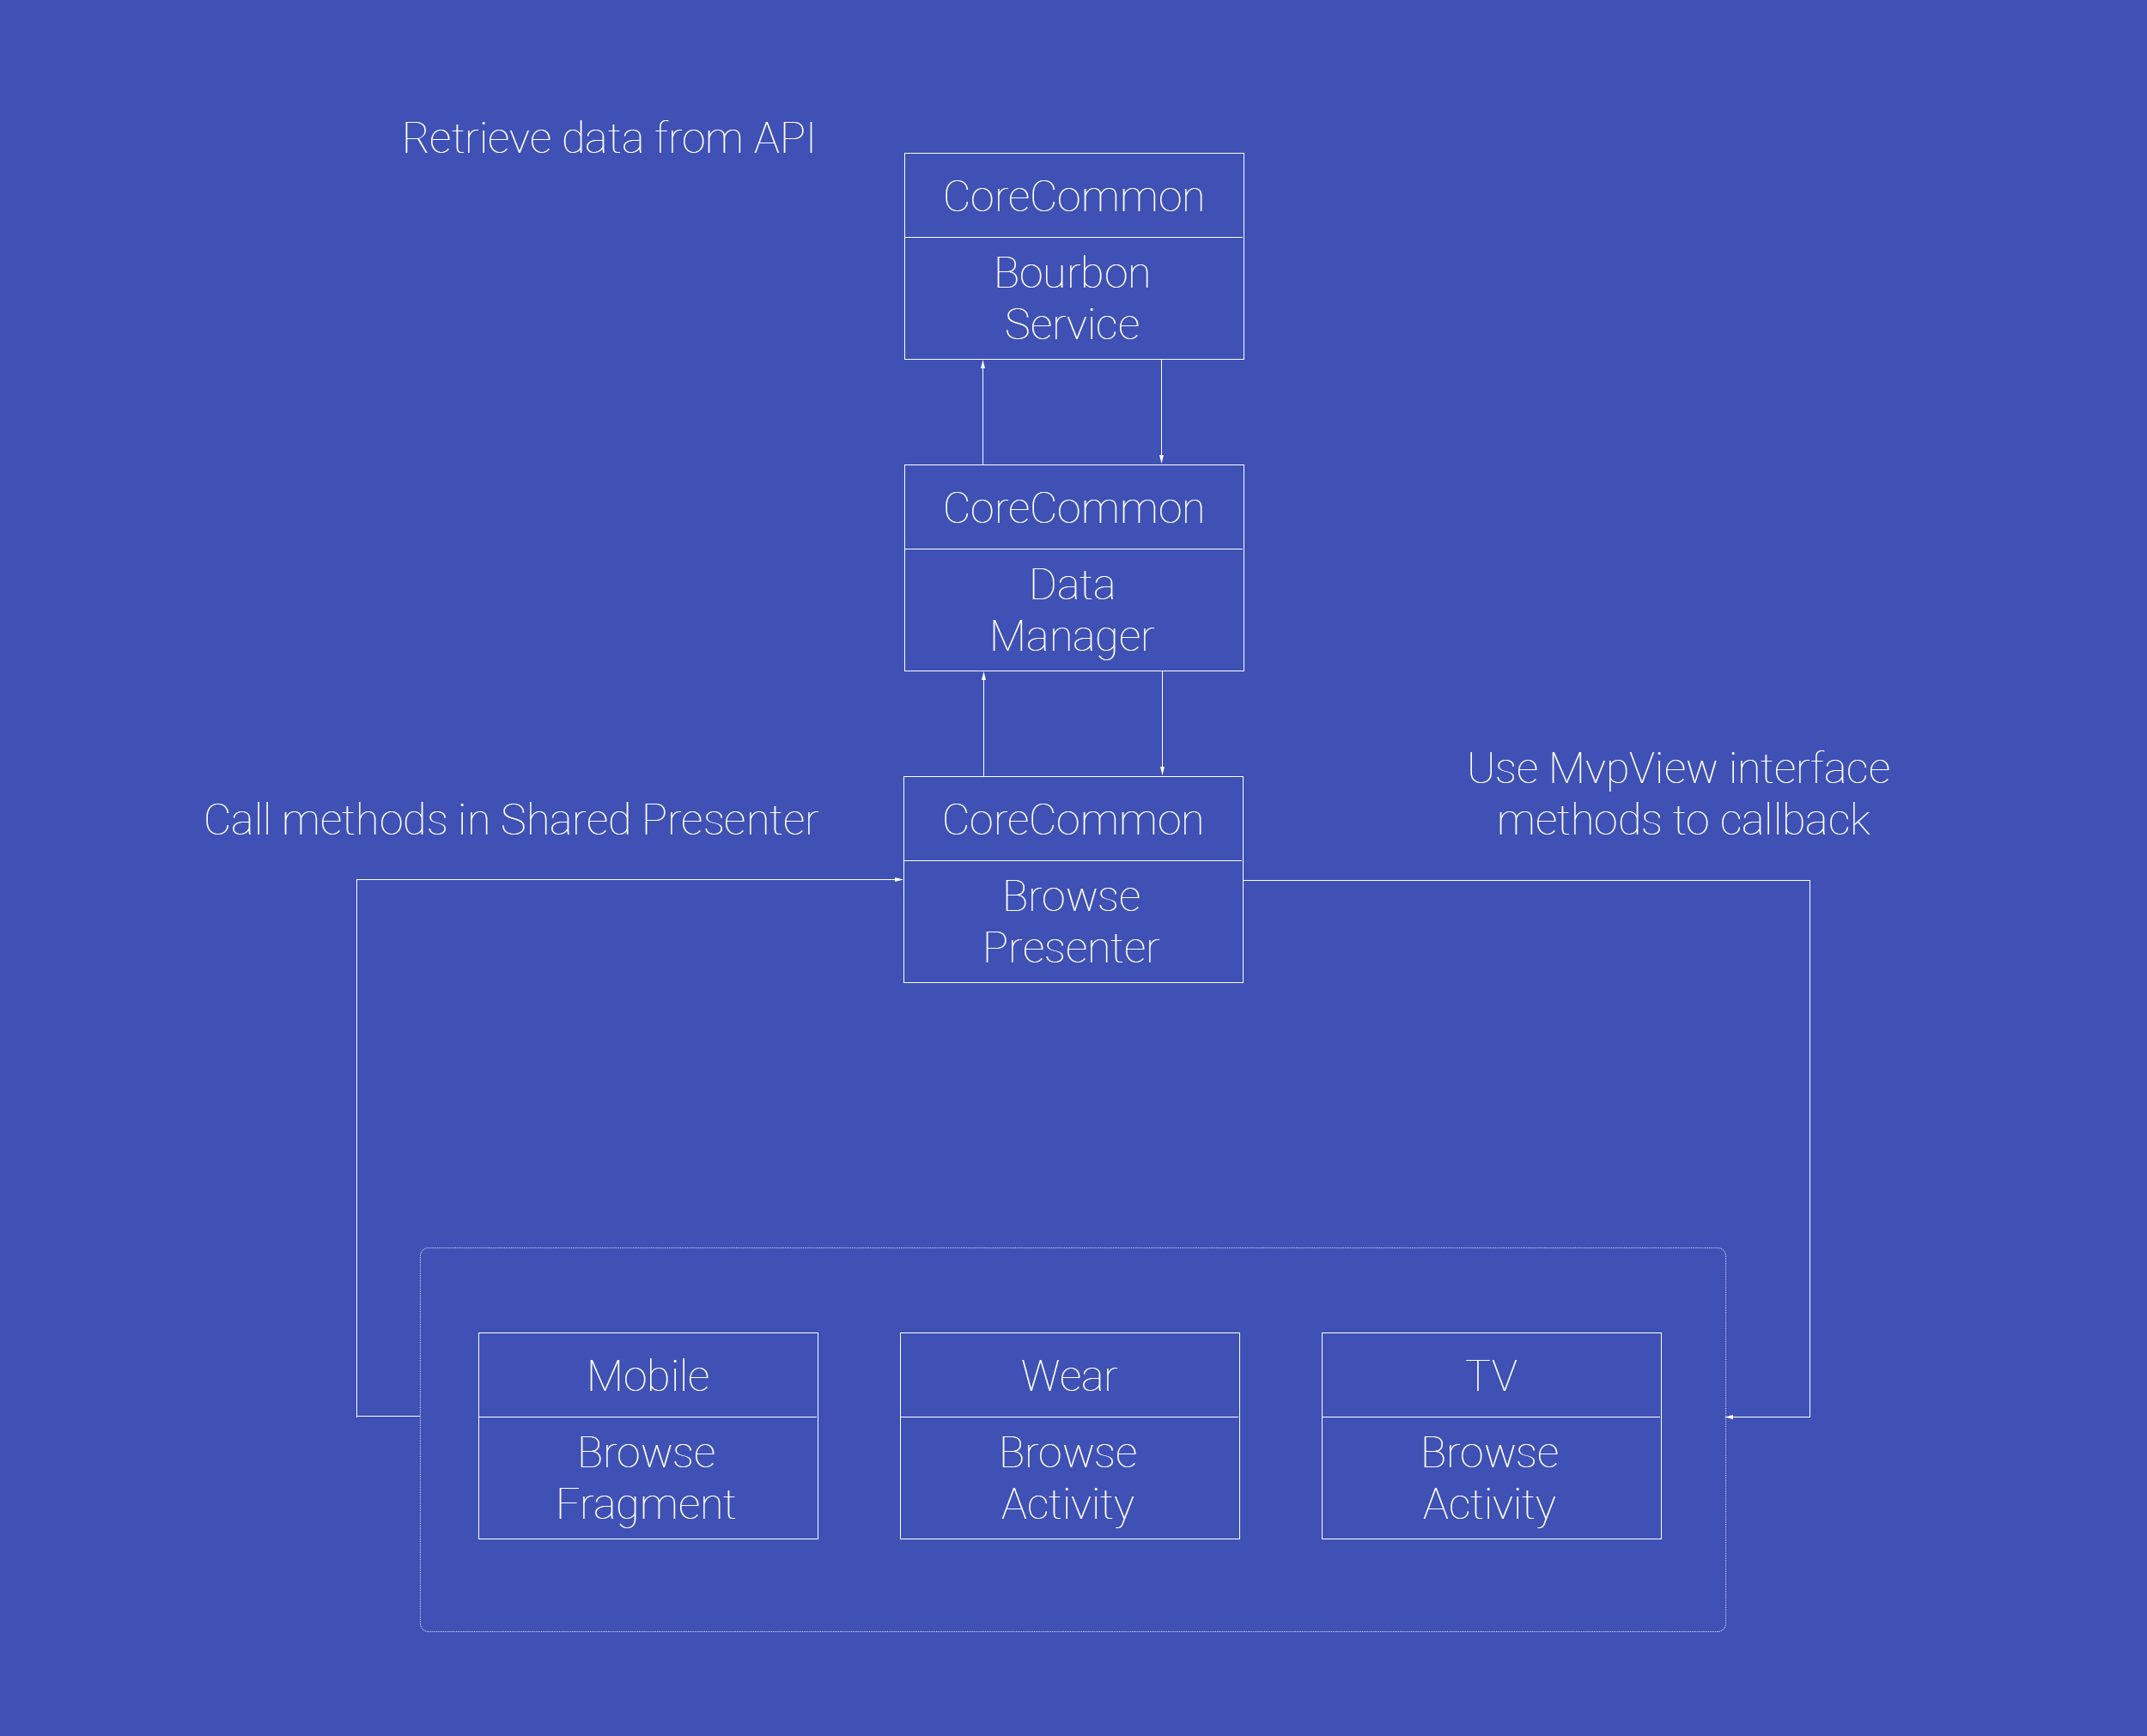 Retrieve data from API
CoreCommon
Bourbon
Service
CoreCommon
Data
Manager
Call methods in Shared Presenter
CoreCommon
Browse
Presenter
Use MvpView interface
methods to callback
Mobile
Browse
Fragment
Wear
Browse
Activity
TV
Browse
Activity